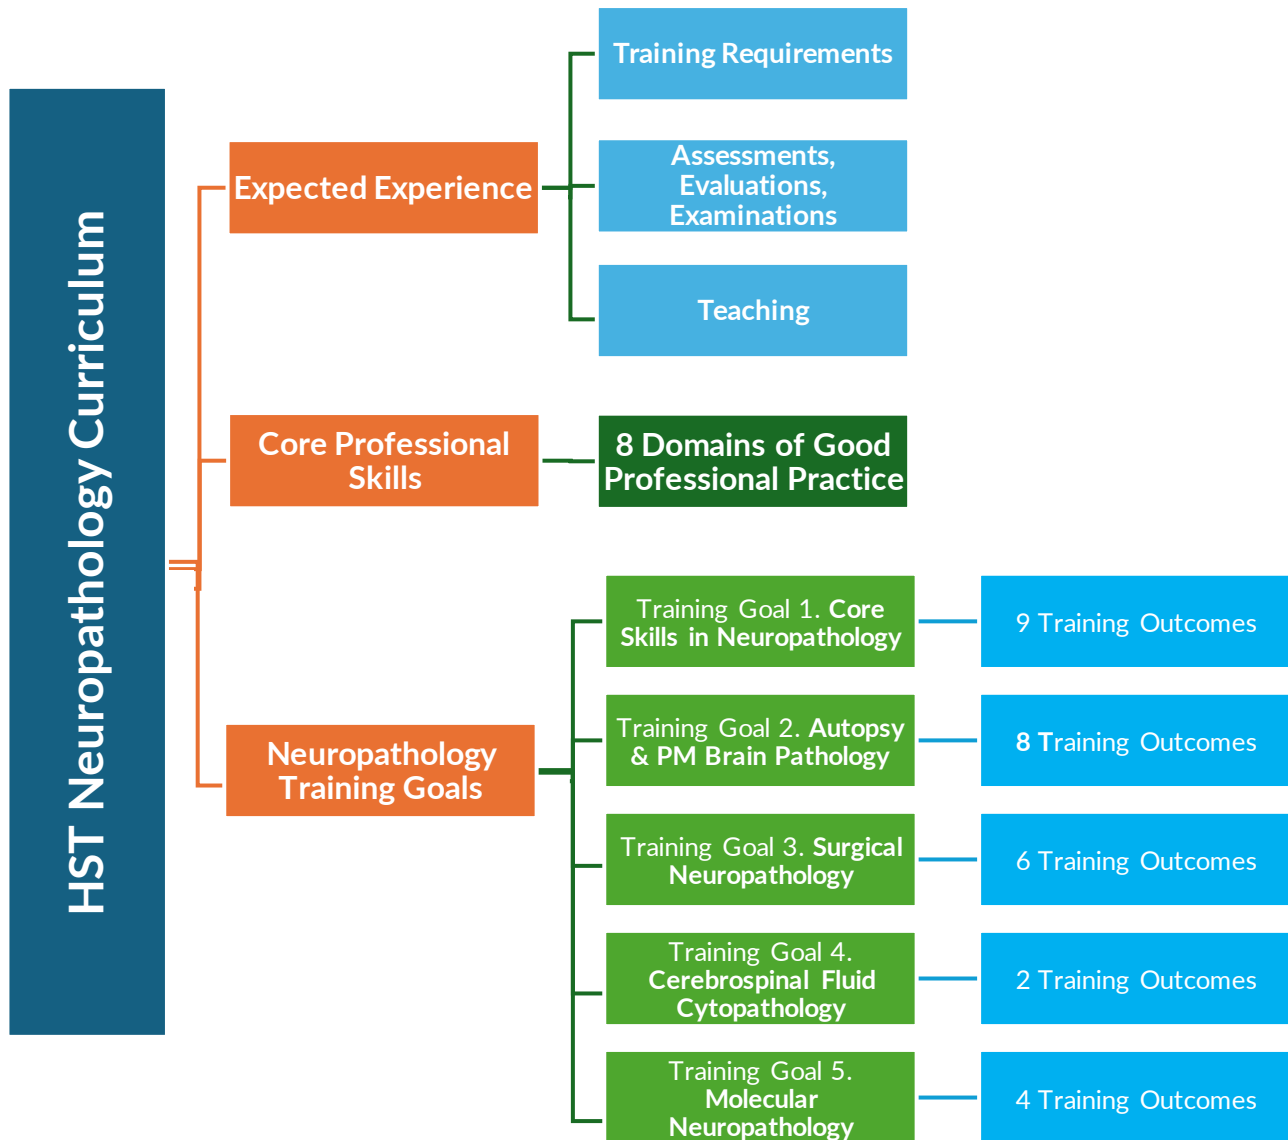 HST Neuropathology Curriculum
Expected Experience
Training Requirements
Assessments,
Evaluations,
Examinations
Teaching
Core Professional
Skills
8 Domains of Good
Professional Practice
Neuropathology
Training Goals
Training Goal 1. Core
Skills in Neuropathology
9 Training Outcomes
Training Goal 2. Autopsy
& PM Brain Pathology
8 Training Outcomes
Training Goal 3. Surgical
Neuropathology
6 Training Outcomes
Training Goal 4.
Cerebrospinal Fluid
Cytopathology
2 Training Outcomes
Training Goal 5.
Molecular
Neuropathology
4 Training Outcomes